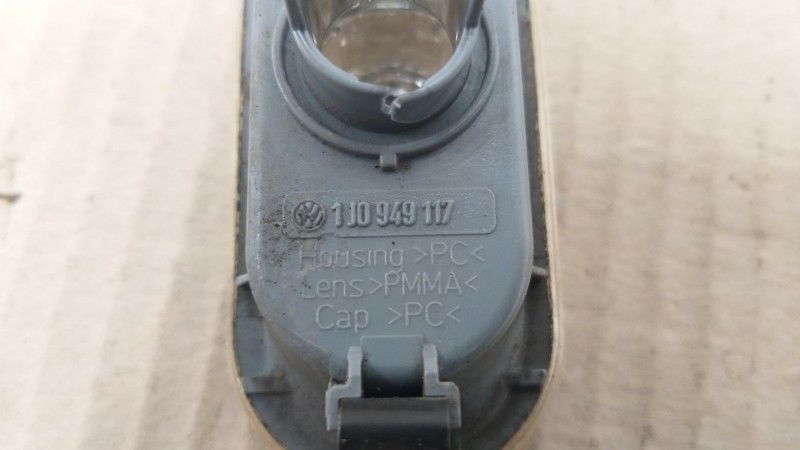 1J0 949 117
Housing >PC<
Lens >PMMA<
Cap >PC<